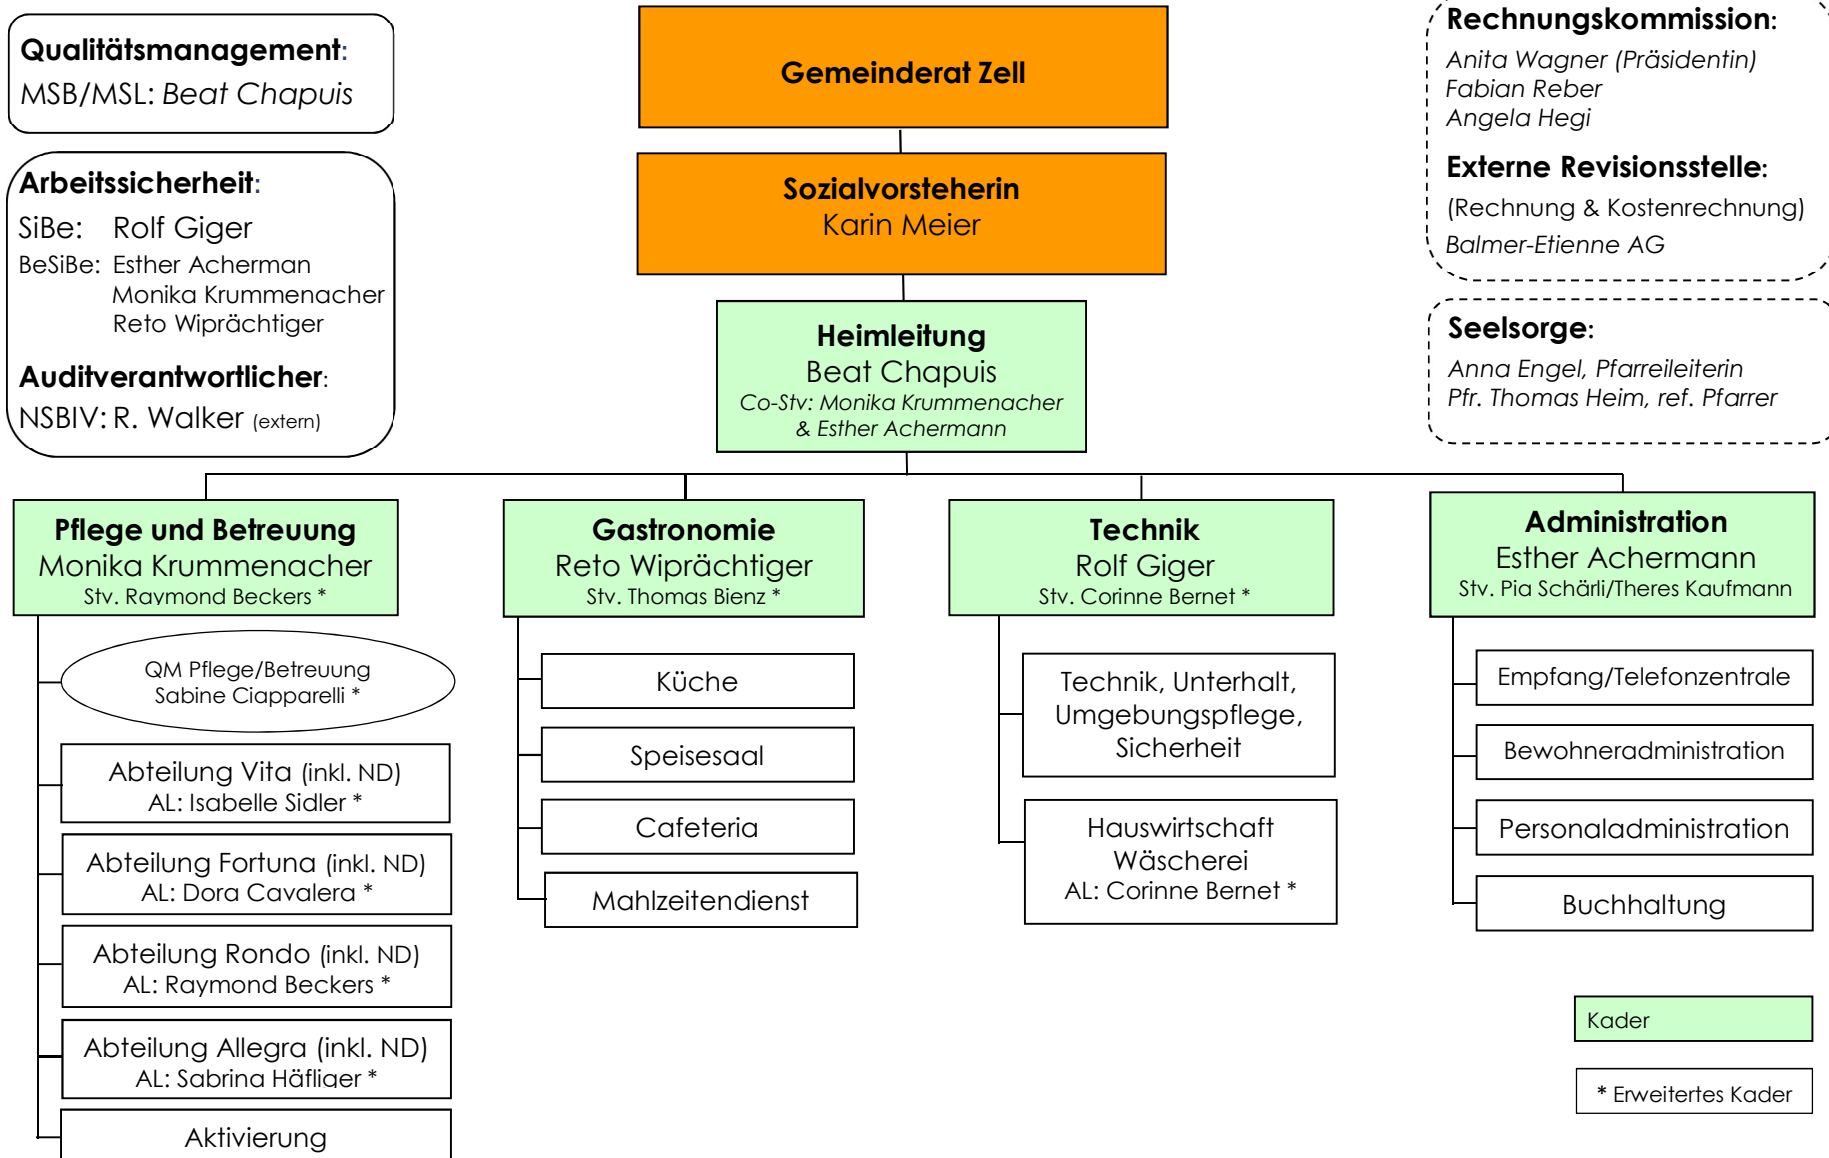 Qualitätsmanagement:
MSB/MSL: Beat Chapuis
Arbeitssicherheit:
SiBe: Rolf Giger
BeSiBe: Esther Acherman
Monika Krummenacher
Reto Wiprächtiger
Auditverantwortlicher:
NSBIV: R. Walker (extern)
Gemeinderat Zell
Sozialvorsteherin
Karin Meier
Heimleitung
Beat Chapuis
Co-Stv: Monika Krummenacher
& Esther Achermann
Rechnungskommission:
Anita Wagner (Präsidentin)
Fabian Reber
Angela Hegi
Externe Revisionsstelle:
(Rechnung & Kostenrechnung)
Balmer-Etienne AG
Seelsorge:
Anna Engel, Pfarreileiterin
Pfr. Thomas Heim, ref. Pfarrer
Pflege und Betreuung
Monika Krummenacher
Stv. Raymond Beckers *
QM Pflege/Betreuung
Sabine Ciapparelli *
Abteilung Vita (inkl. ND)
AL: Isabelle Sidler *
Abteilung Fortuna (inkl. ND)
AL: Dora Cavalera *
Abteilung Rondo (inkl. ND)
AL: Raymond Beckers *
Abteilung Allegra (inkl. ND)
AL: Sabrina Häfliger *
Aktivierung
Gastronomie
Reto Wiprächtiger
Stv. Thomas Bienz *
Küche
Speisesaal
Cafeteria
Mahlzeitendienst
Technik
Rolf Giger
Stv. Corinne Bernet *
Technik, Unterhalt,
Umgebungspflege,
Sicherheit
Hauswirtschaft
Wäscherei
AL: Corinne Bernet *
Administration
Esther Achermann
Stv. Pia Schärli/Theres Kaufmann
Empfang/Telefonzentrale
Bewohneradministration
Personaladministration
Buchhaltung
Kader
* Erweitertes Kader